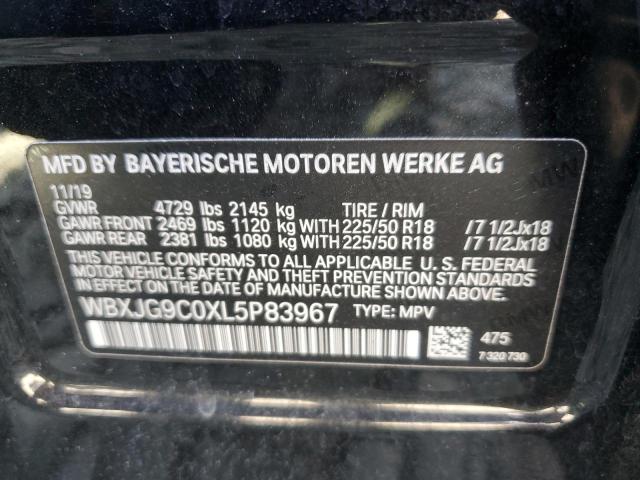 MFD BY BAYERISCHE MOTOREN WERKE AG
11/19
GVWR 4729 lbs 2145 kg TIRE / RIM
GAWR FRONT 2469 lbs 1120 kg WITH 225/50 R18 /7 1/2Jx18
GAWR REAR 2381 lbs 1080 kg WITH 225/50 R18 /7 1/2Jx18
THIS VEHICLE CONFORMS TO ALL APPLICABLE U. S. FEDERAL
MOTOR VEHICLE SAFETY AND THEFT PREVENTION STANDARDS
IN EFFECT ON THE DATE OF MANUFACTURE SHOWN ABOVE.
WBXJG9C0XL5P83967 TYPE: MPV
475
7 320 730